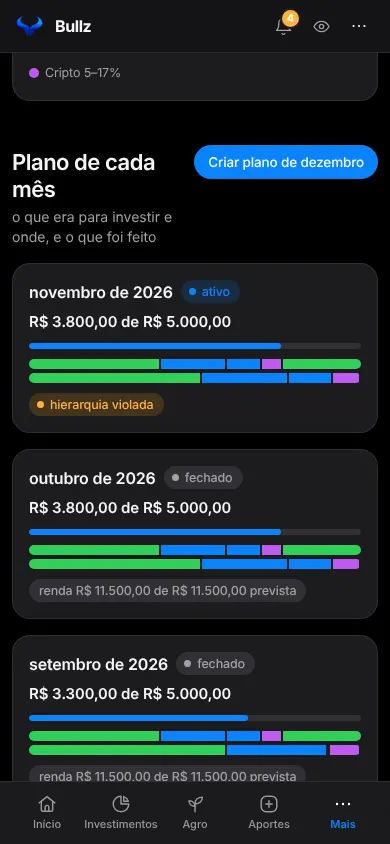 Bullz
4
Cripto 5–17%
Plano de cada
mês
Criar plano de dezembro
o que era para investir e
onde, e o que foi feito
novembro de 2026
ativo
R$ 3.800,00 de R$ 5.000,00
hierarquia violada
outubro de 2026
fechado
R$ 3.800,00 de R$ 5.000,00
renda R$ 11.500,00 de R$ 11.500,00 prevista
setembro de 2026
fechado
R$ 3.300,00 de R$ 5.000,00
renda R$ 11.500,00 de R$ 11.500,00 prevista
Início
Investimentos
Agro
Aportes
Mais